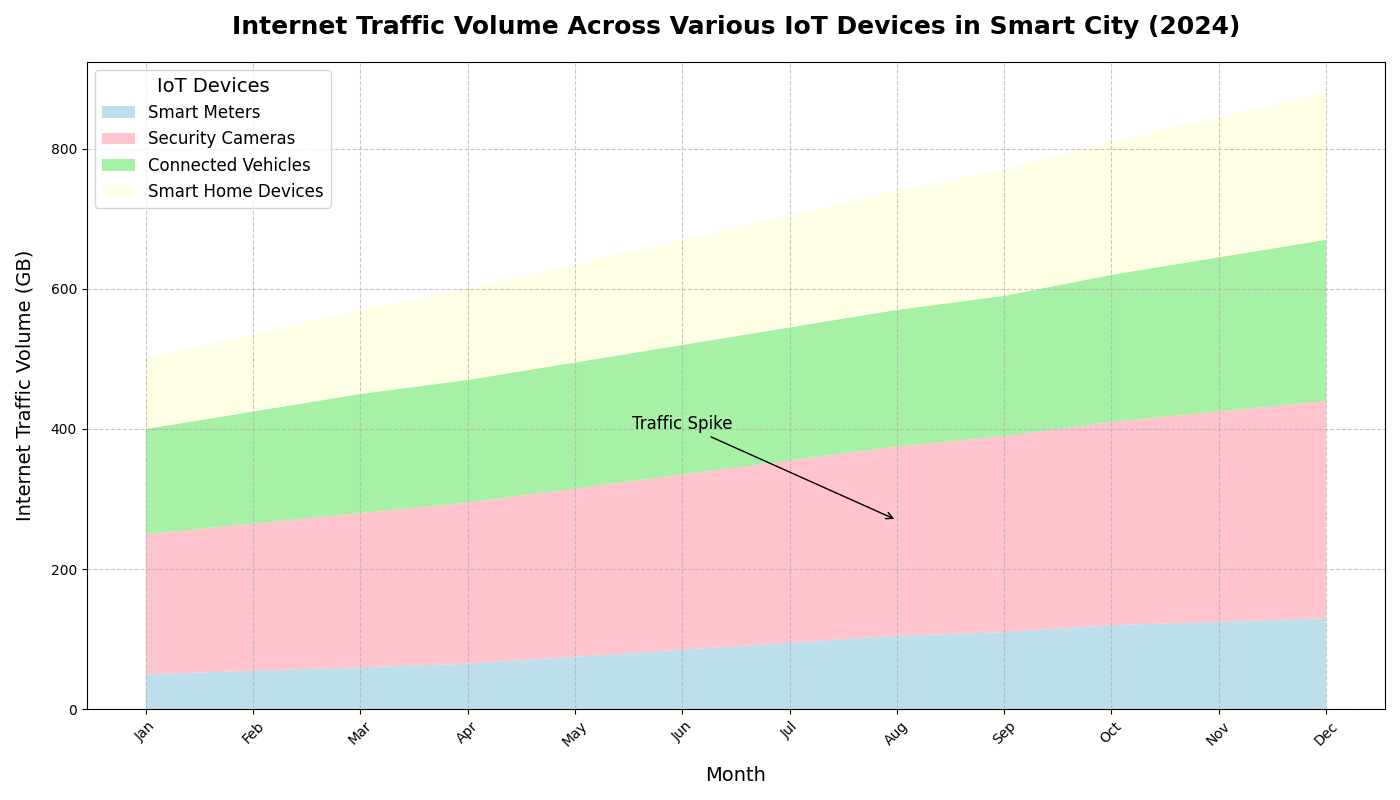 Internet Traffic Volume Across Various IoT Devices in Smart City (2024)
IoT Devices
Smart Meters
Security Cameras
Connected Vehicles
Smart Home Devices
Internet Traffic Volume (GB)
800
600
400
200
0
Traffic Spike
Jan
Feb
Mar
Apr
May
Jun
Jul
Aug
Sep
Oct
Nov
Dec
Month